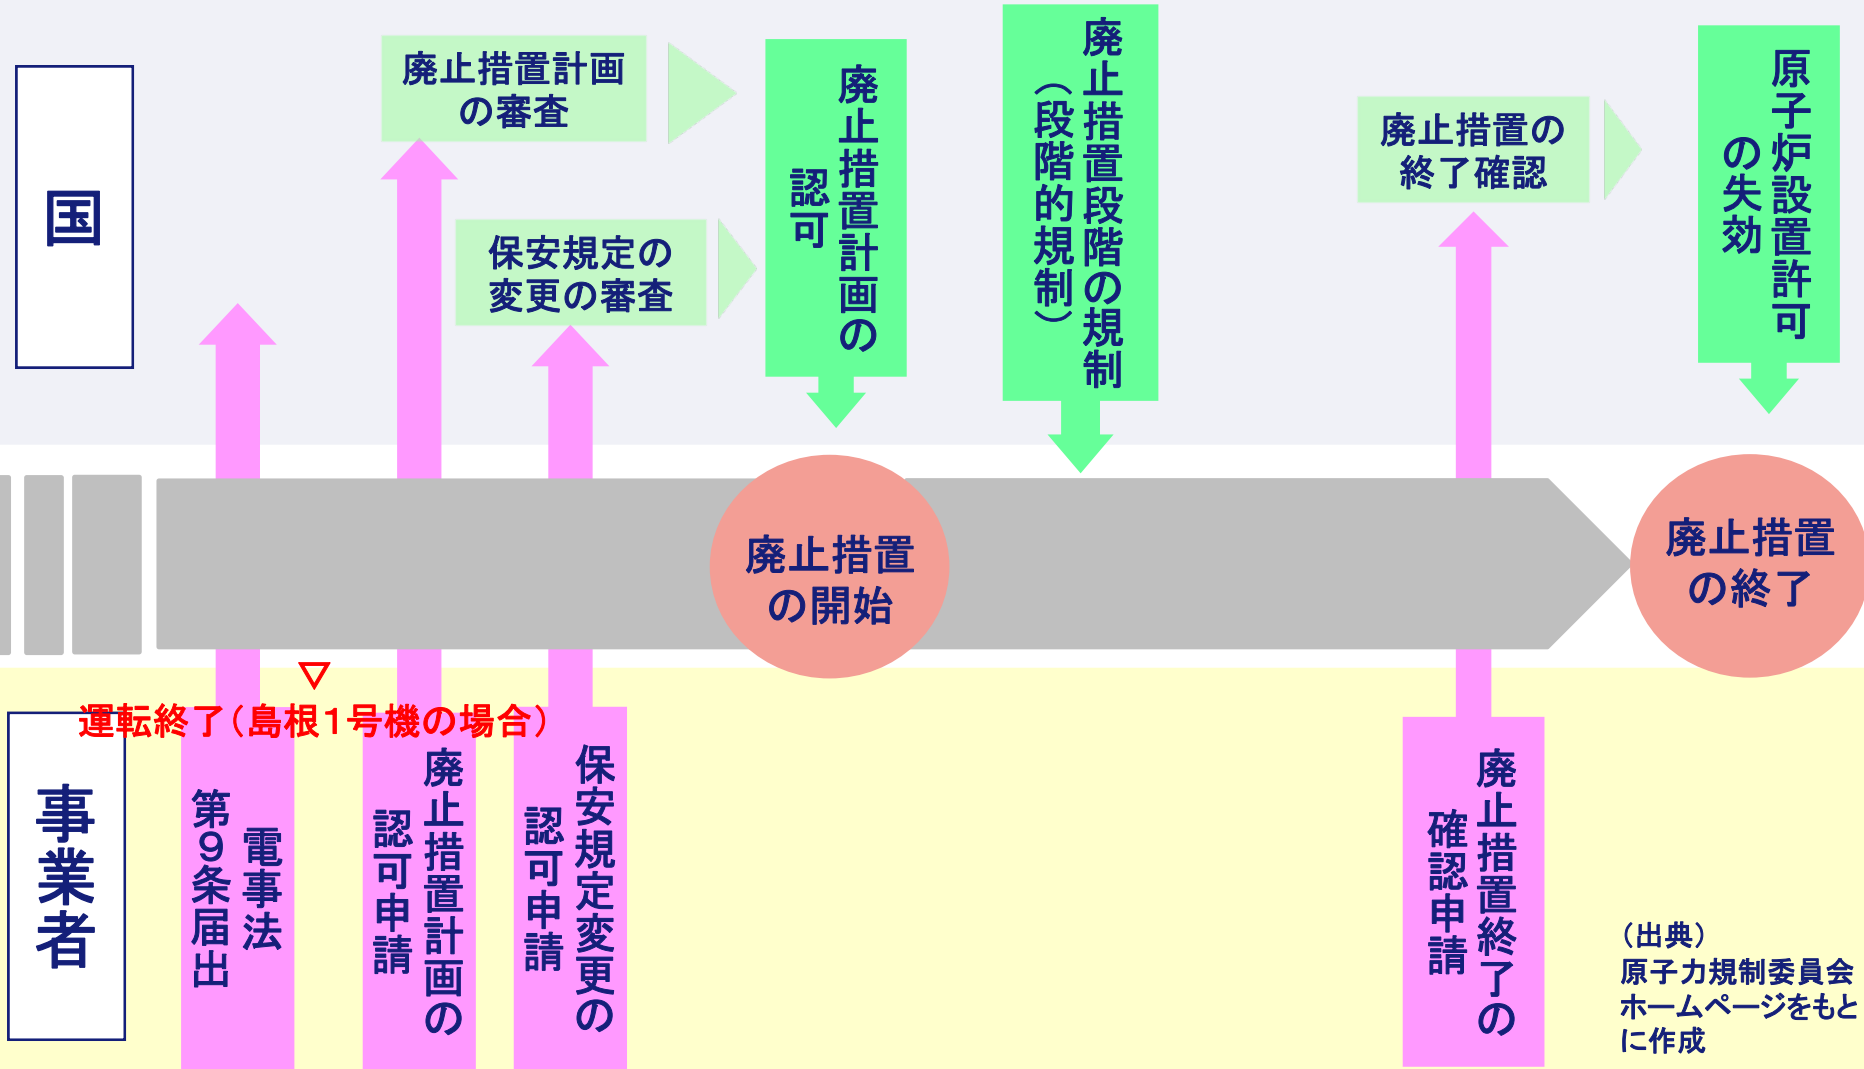 国
廃止措置計画
の審査
保安規定の
変更の審査
廃止措置計画の
認可
廃止措置段階の規制
（段階的規制）
廃止措置の
終了確認
原子炉設置許可
の失効
廃止措置
の開始
廃止措置
の終了
運転終了（島根１号機の場合）
事業者
電事法
第９条届出
廃止措置計画の
認可申請
保安規定変更の
認可申請
廃止措置終了の
確認申請
（出典）
原子力規制委員会
ホームページをもと
に作成